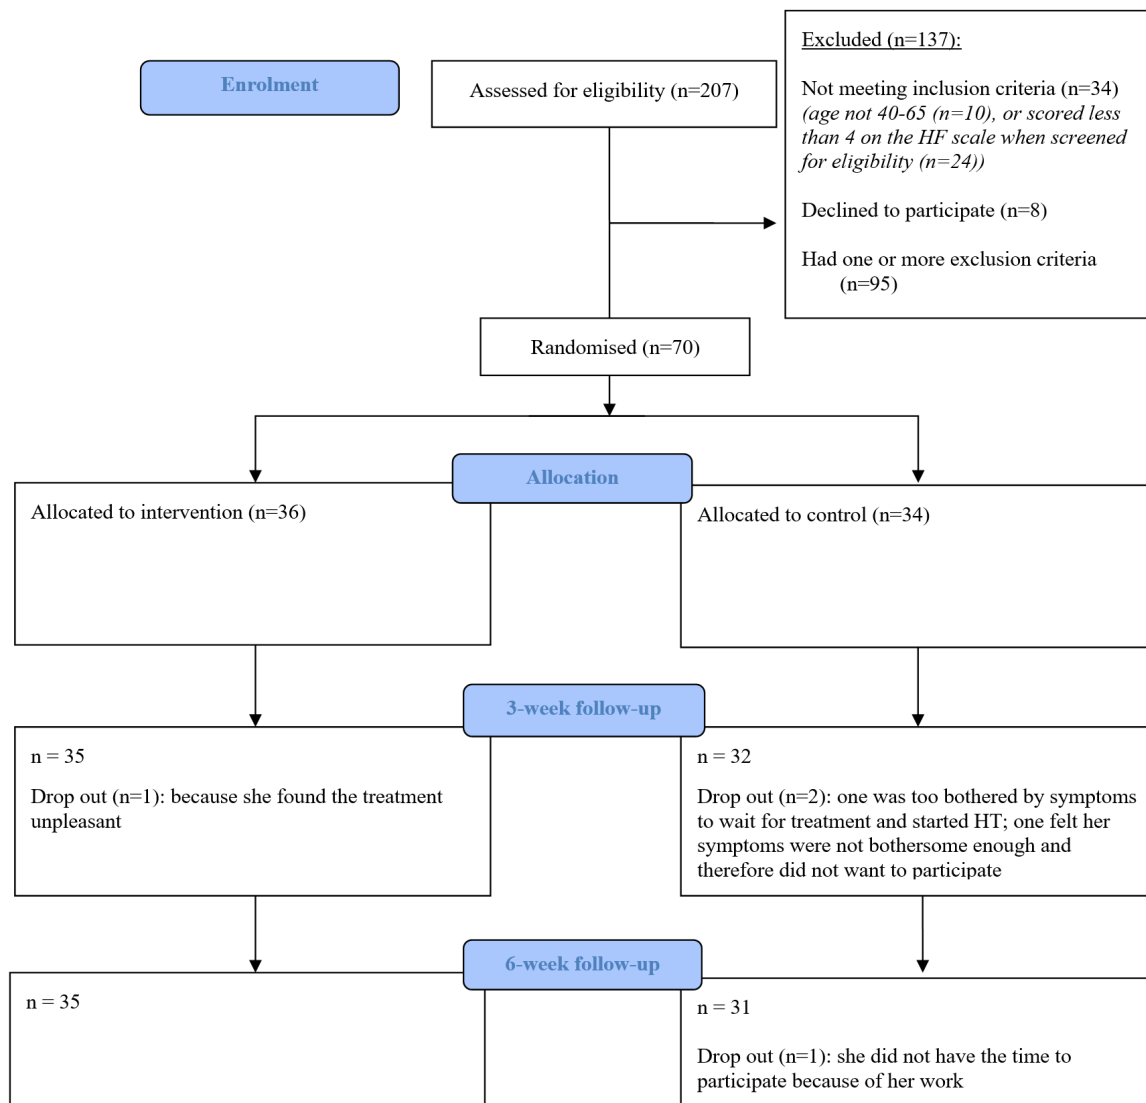 Enrolment
Assessed for eligibility (n=207)
Excluded (n=137):
Not meeting inclusion criteria (n=34)
(age not 40-65 (n=10), or scored less
than 4 on the HF scale when screened
for eligibility (n=24))
Declined to participate (n=8)
Had one or more exclusion criteria
(n=95)
Randomised (n=70)
Allocation
Allocated to intervention (n=36)
Allocated to control (n=34)
3-week follow-up
n = 35
Drop out (n=1): because she found the treatment
unpleasant
n = 32
Drop out (n=2): one was too bothered by symptoms
to wait for treatment and started HT; one felt her
symptoms were not bothersome enough and
therefore did not want to participate
6-week follow-up
n = 35
n = 31
Drop out (n=1): she did not have the time to
participate because of her work